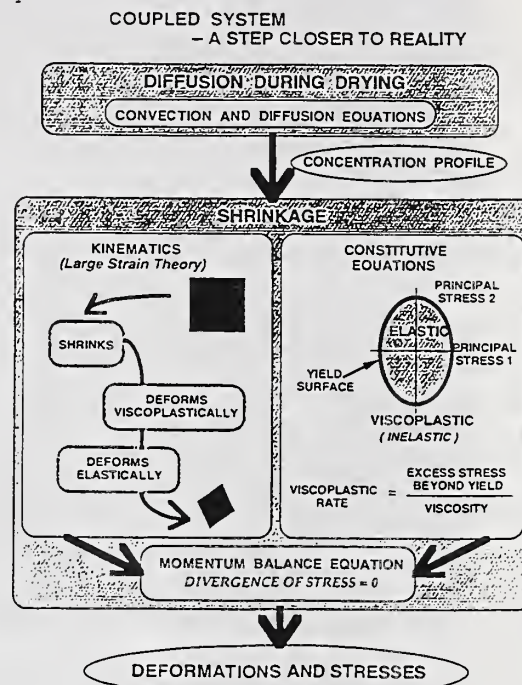 COUPLED SYSTEM
– A STEP CLOSER TO REALITY
DIFFUSION DURING DRYING
CONVECTION AND DIFFUSION EQUATIONS
CONCENTRATION PROFILE
SHRINKAGE
KINEMATICS
(Large Strain Theory)
SHRINKS
DEFORMS
VISCOPLASTICALLY
DEFORMS
ELASTICALLY
CONSTITUTIVE
EQUATIONS
PRINCIPAL
STRESS 2
ELASTIC
PRINCIPAL
STRESS 1
YIELD
SURFACE
VISCOPLASTIC
(INELASTIC)
VISCOPLASTIC
RATE
=
EXCESS STRESS
BEYOND YIELD
VISCOSITY
MOMENTUM BALANCE EQUATION
DIVERGENCE OF STRESS = 0
DEFORMATIONS AND STRESSES